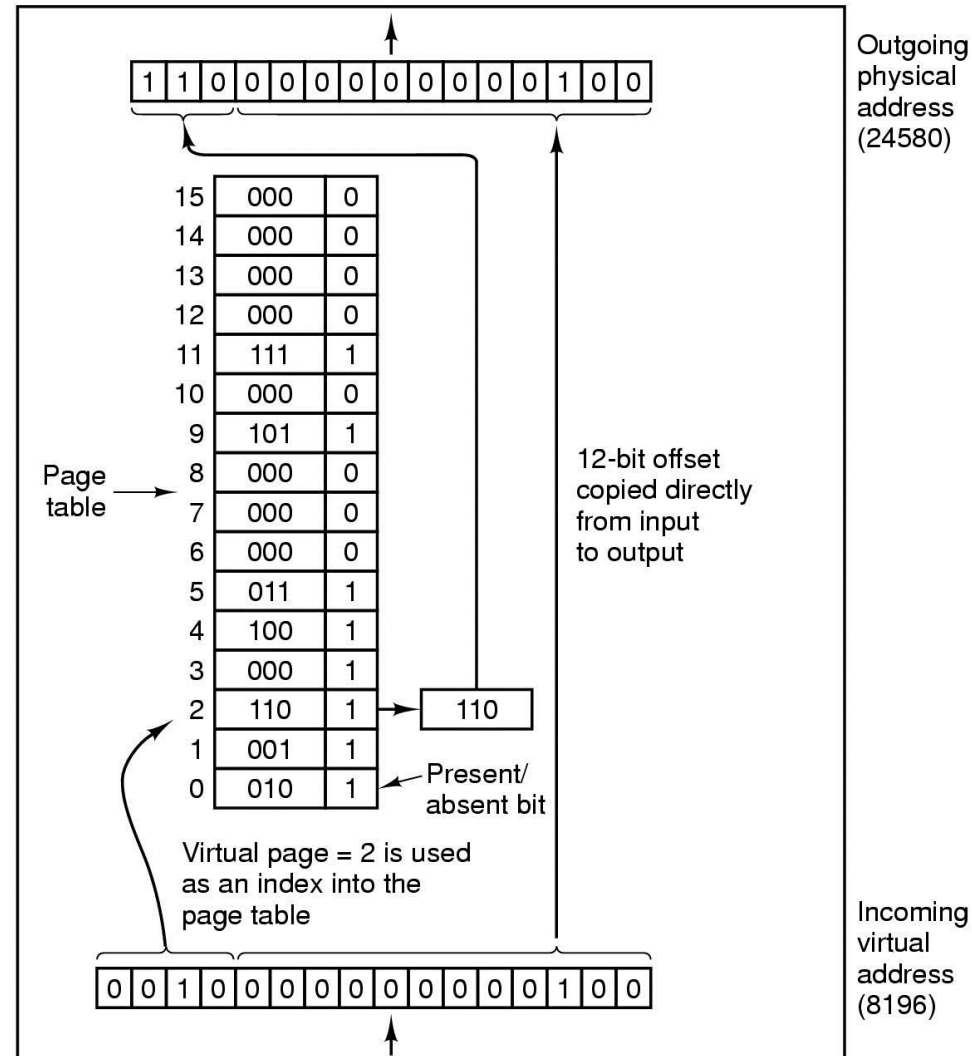 1 1 0 0 0 0 0 0 0 0 0 0 1 0 0
Outgoing
physical
address
(24580)
15 000 0
14 000 0
13 000 0
12 000 0
11 111 1
10 000 0
9 101 1
8 000 0
7 000 0
6 000 0
5 011 1
4 100 1
3 000 1
2 110 1 110
1 001 1
0 010 1
Page
table
12-bit offset
copied directly
from input
to output
Present/
absent bit
Virtual page = 2 is used
as an index into the
page table
0 0 1 0 0 0 0 0 0 0 0 0 0 1 0 0
Incoming
virtual
address
(8196)